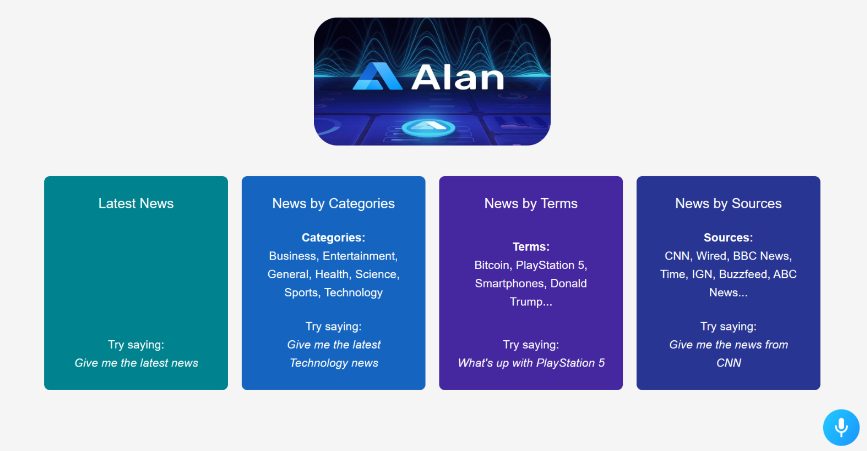 Alan
Latest News
Try saying:
Give me the latest news
News by Categories
Categories:
Business, Entertainment,
General, Health, Science,
Sports, Technology
Try saying:
Give me the latest
Technology news
News by Terms
Terms:
Bitcoin, PlayStation 5,
Smartphones, Donald
Trump...
Try saying:
What's up with PlayStation 5
News by Sources
Sources:
CNN, Wired, BBC News,
Time, IGN, Buzzfeed, ABC
News...
Try saying:
Give me the news from
CNN